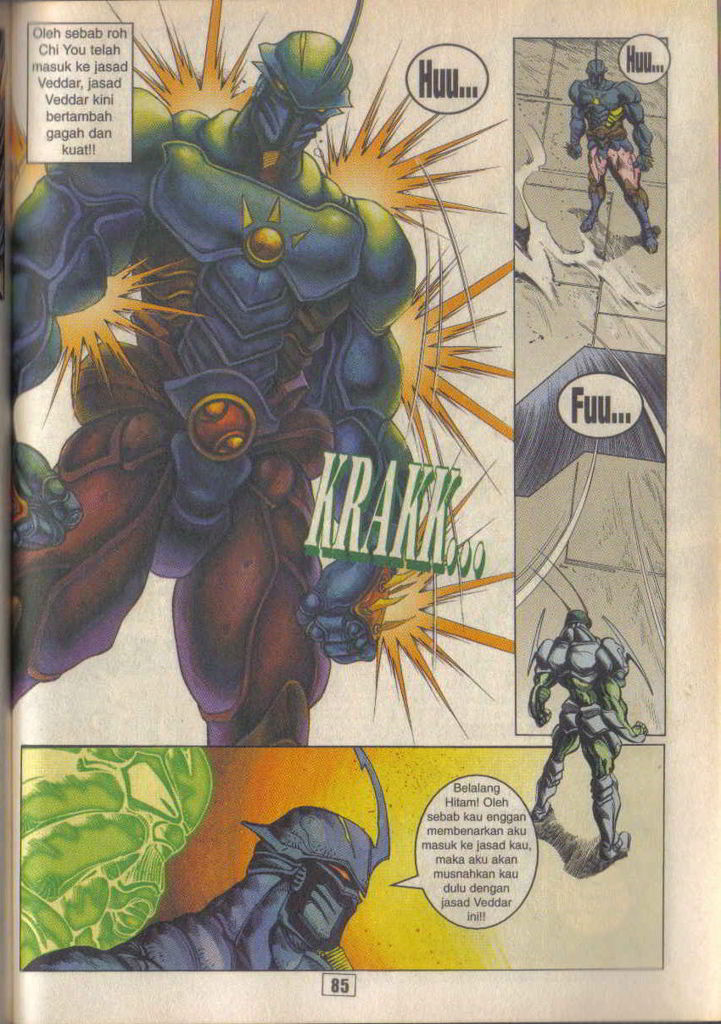 Oleh sebab roh
Chi You telah
masuk ke jasad
Veddar, jasad
Veddar kini
bertambah
gagah dan
kuat!!
Huu...
Huu...
KRAKK...
Fuu...
Belalang
Hitam! Oleh
sebab kau enggan
membenarkan aku
masuk ke jasad kau,
maka aku akan
musnahkan kau
dulu dengan
jasad Veddar
ini!!
85